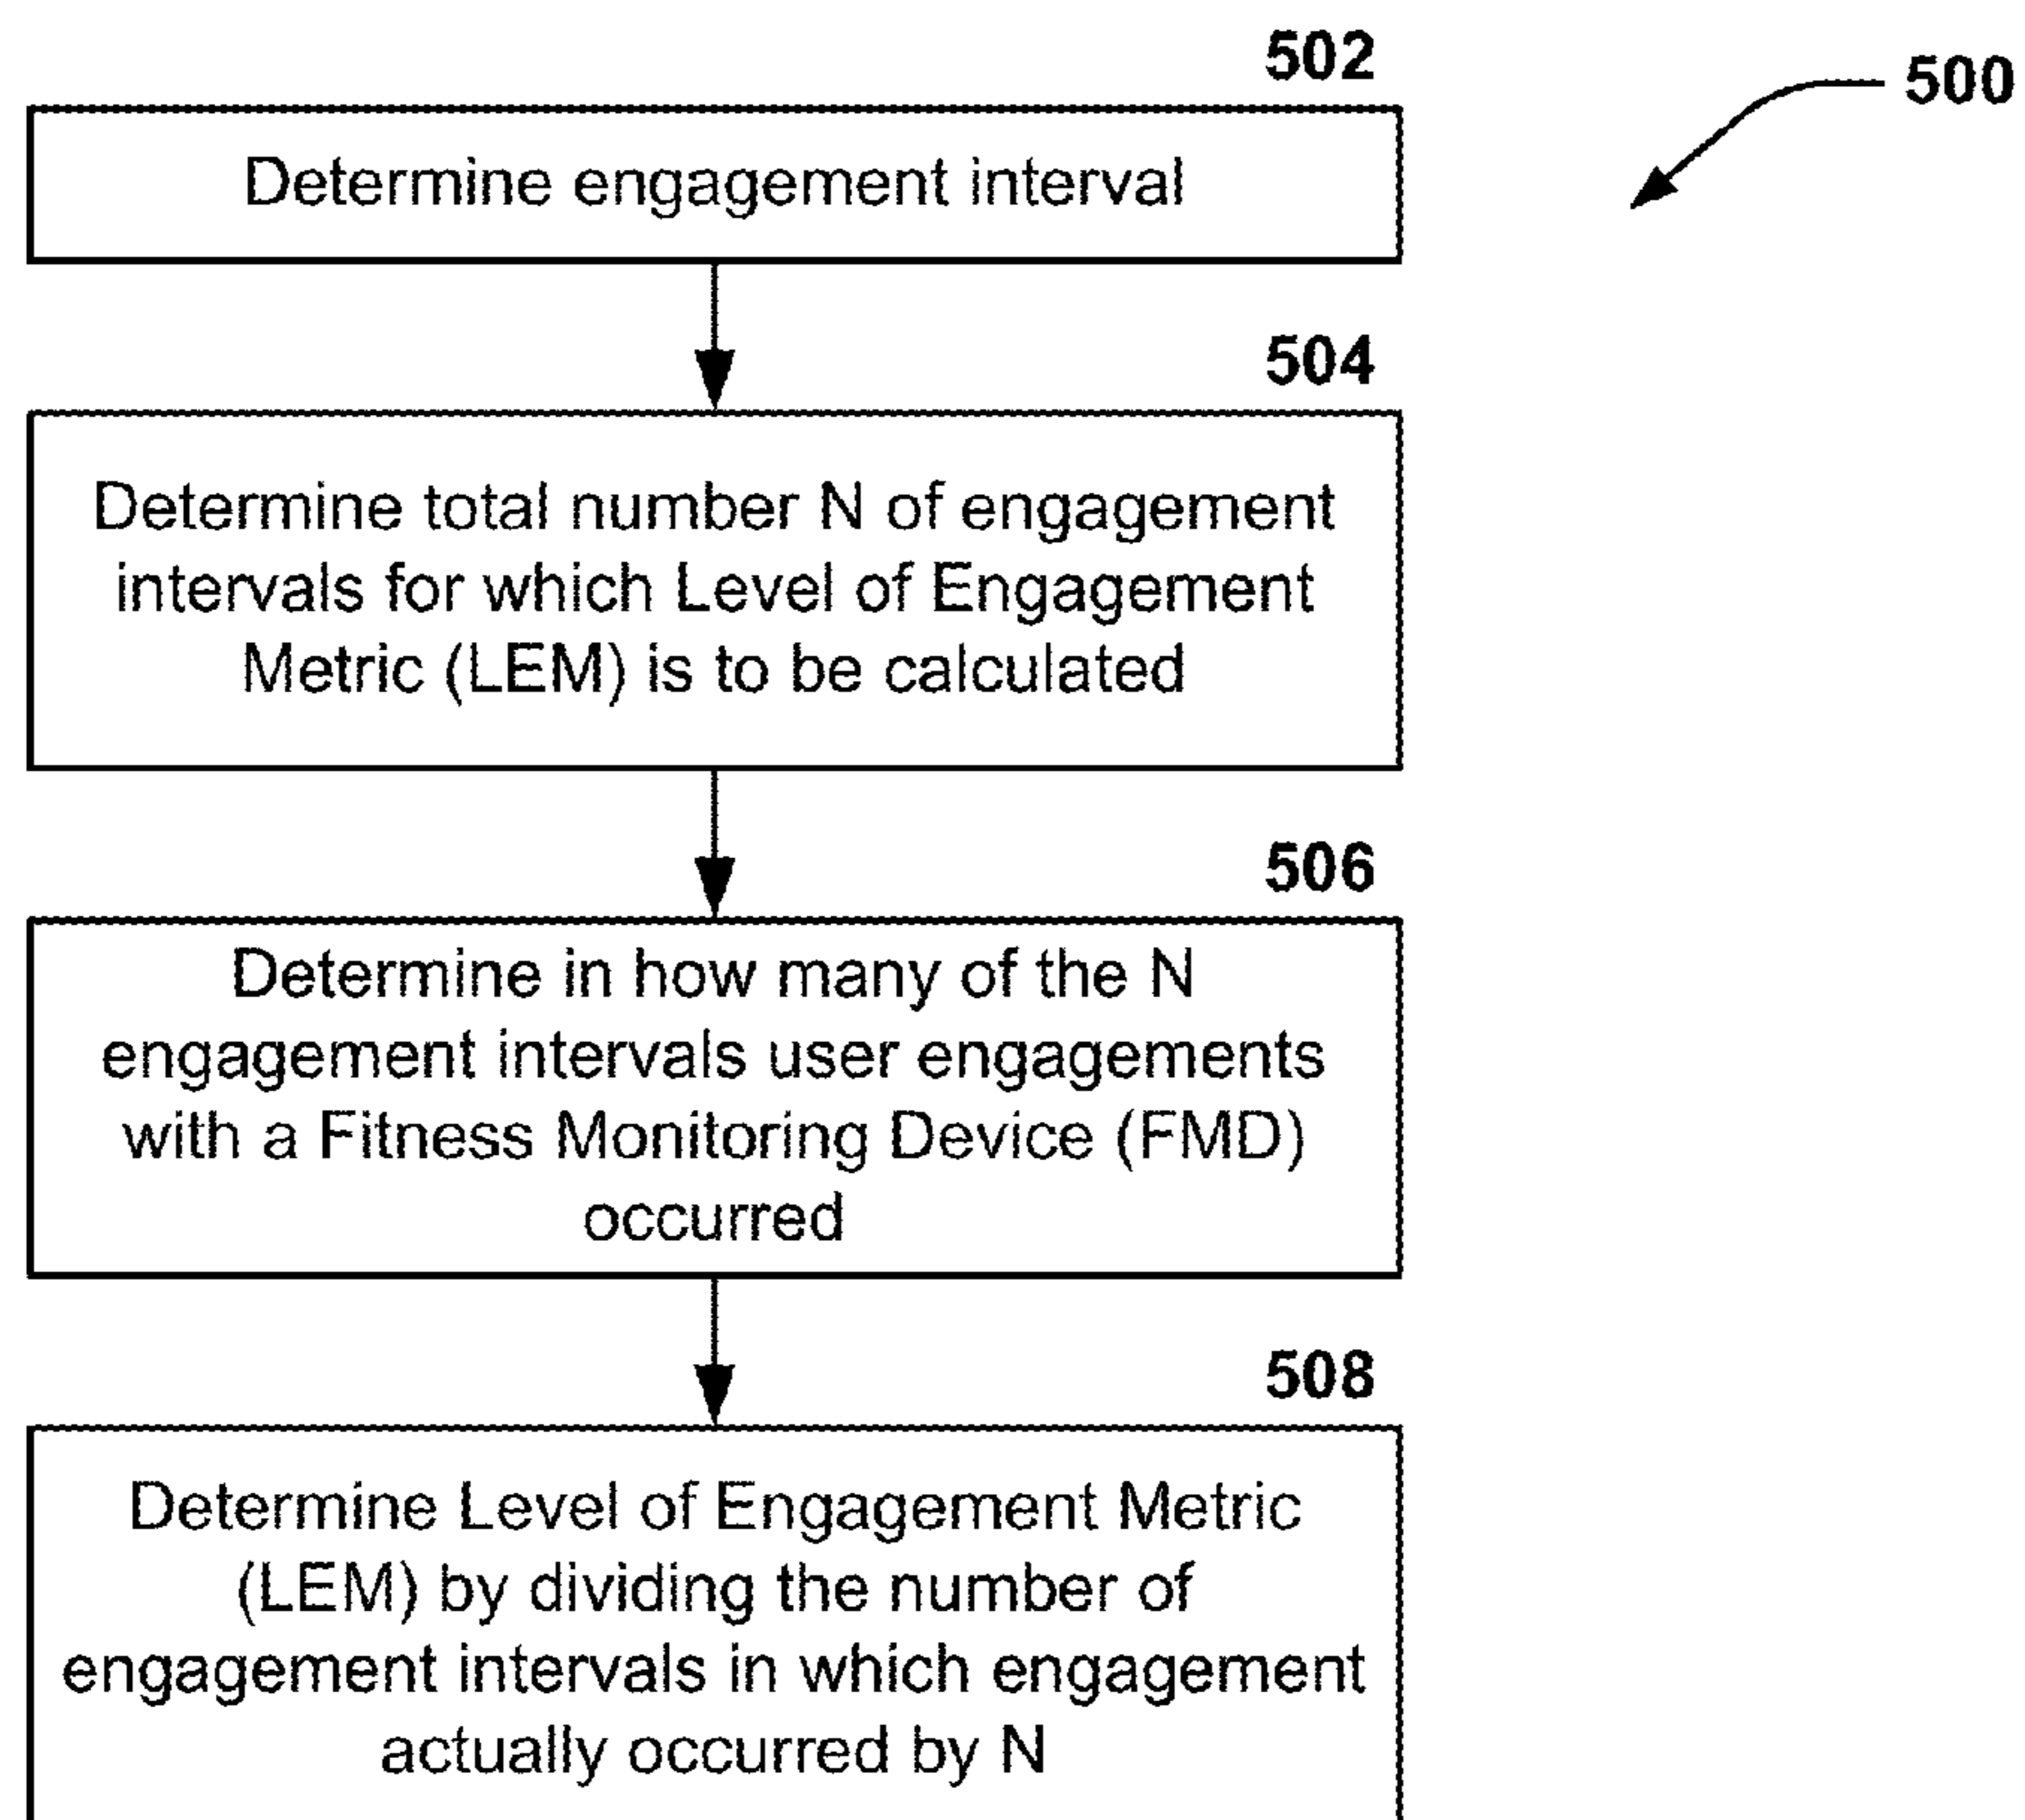 502
500
Determine engagement interval
504
Determine total number N of engagement
intervals for which Level of Engagement
Metric (LEM) is to be calculated
506
Determine in how many of the N
engagement intervals user engagements
with a Fitness Monitoring Device (FMD)
occurred
508
Determine Level of Engagement Metric
(LEM) by dividing the number of
engagement intervals in which engagement
actually occurred by N